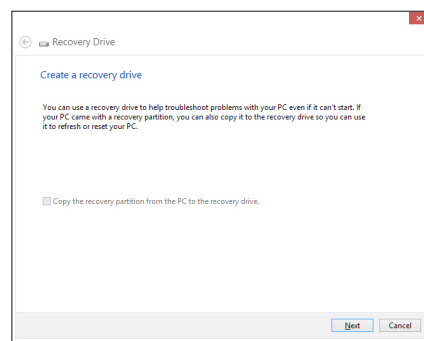 Recovery Drive
Create a recovery drive
You can use a recovery drive to help troubleshoot problems with your PC even if it can't start. If
your PC came with a recovery partition, you can also copy it to the recovery drive so you can use
it to refresh or reset your PC.
Copy the recovery partition from the PC to the recovery drive.
Next Cancel